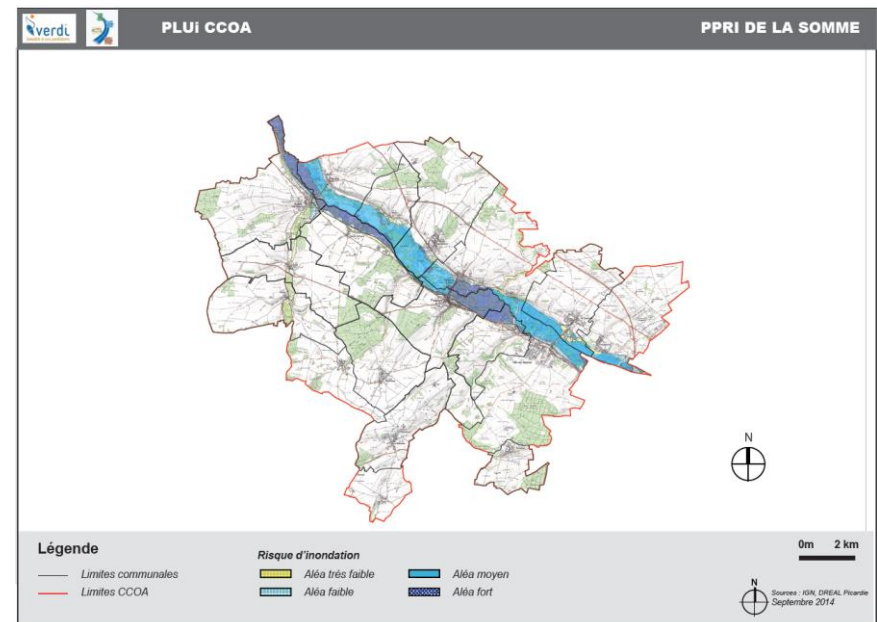 verdi
PLUi CCOA
PPRI DE LA SOMME
N
Légende
Limites communales
Limites CCOA
Risque d'inondation
Aléa très faible
Aléa faible
Aléa moyen
Aléa fort
0m 2 km
N
Sources : IGN, DREAL Picardie
Septembre 2014